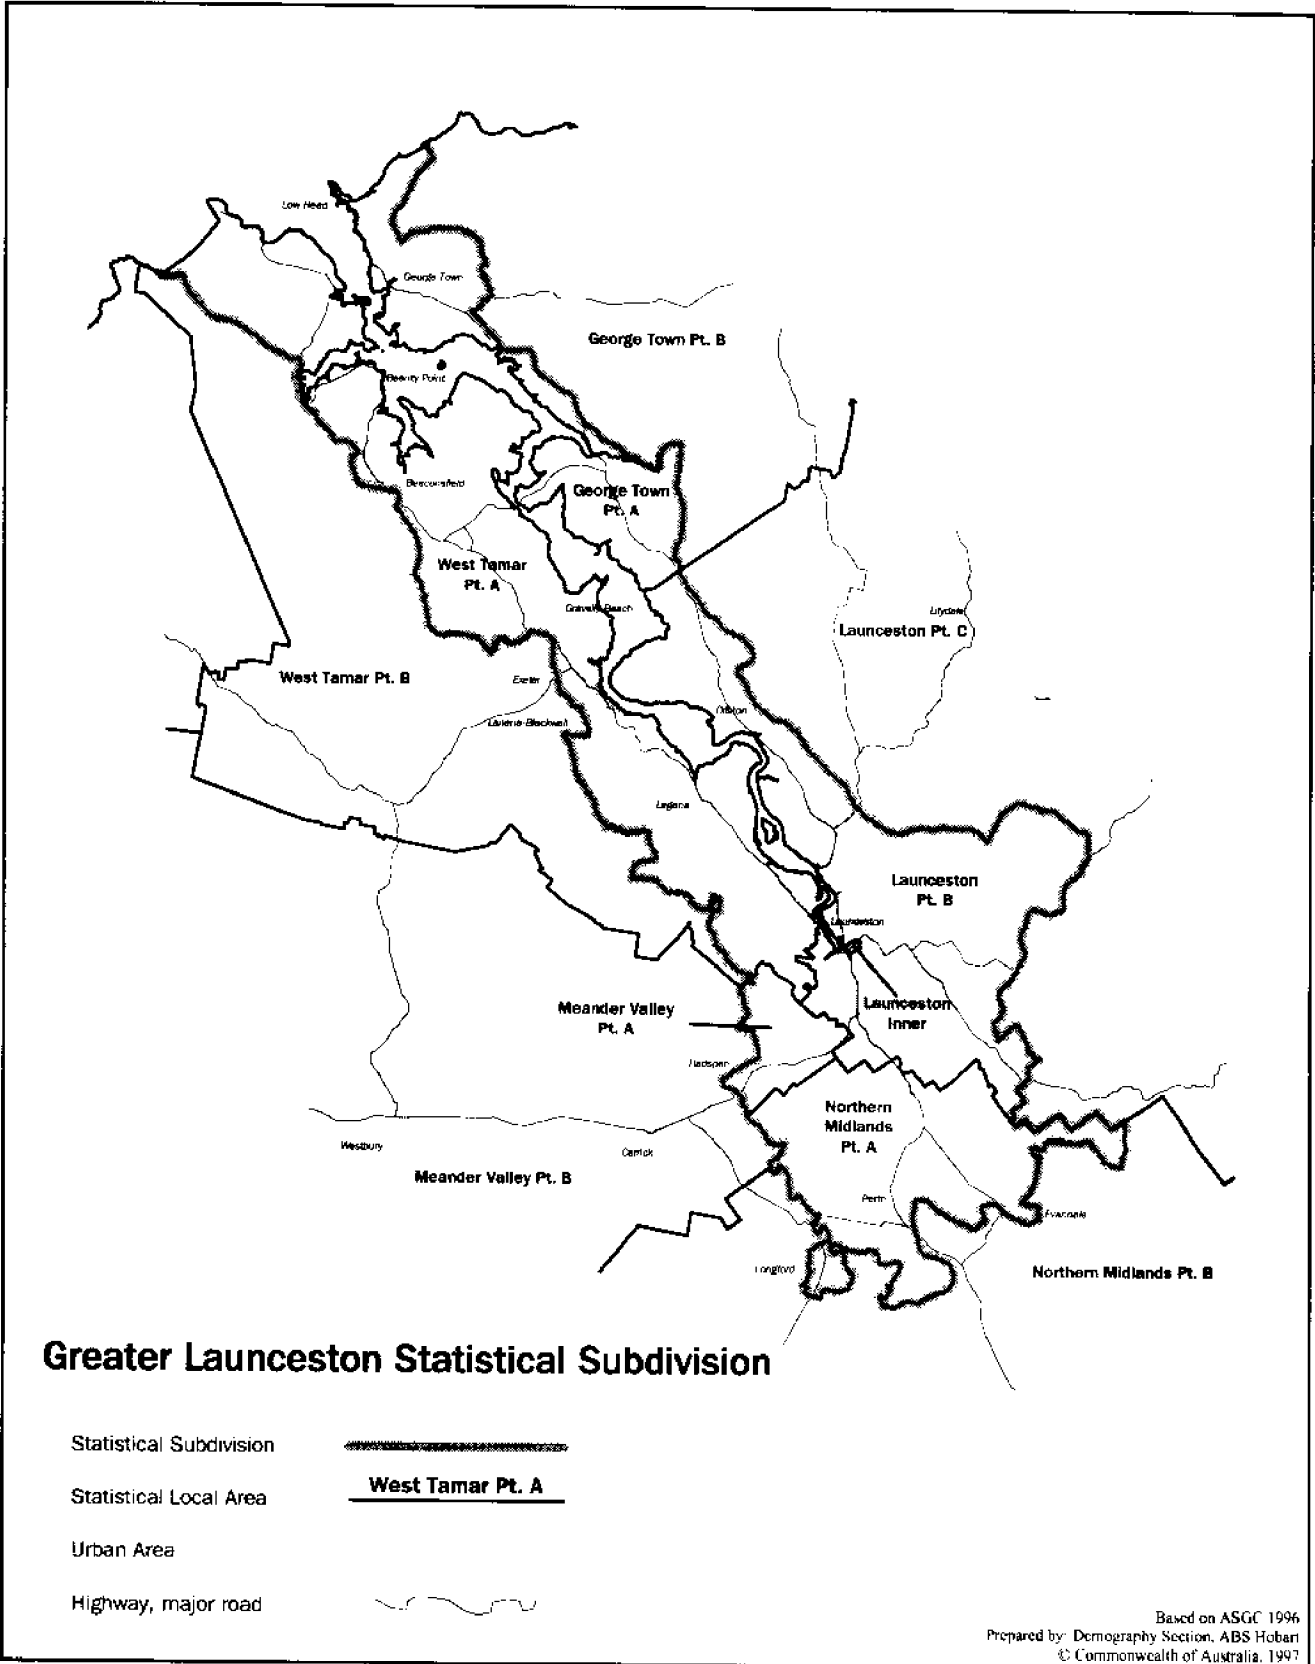 Low Head
George Town
George Town Pt. B
Beauty Point
Beaconsfield
George Town
Pt. A
West Tamar
Pt. A
Gravelly Beach
Lilydale
Launceston Pt. C
West Tamar Pt. B
Exeter
Dilston
Lanena-Blackwall
Legana
Launceston
Pt. B
Launceston
Meander Valley
Pt. A
Launceston
Inner
Hadspen
Northern
Midlands
Pt. A
Westbury
Carrick
Meander Valley Pt. B
Perth
Evandale
Longford
Northern Midlands Pt. B
Greater Launceston Statistical Subdivision
Statistical Subdivision
West Tamar Pt. A
Statistical Local Area
Urban Area
Highway, major road
Based on ASGC 1996
Prepared by: Demography Section, ABS Hobart
© Commonwealth of Australia, 1997